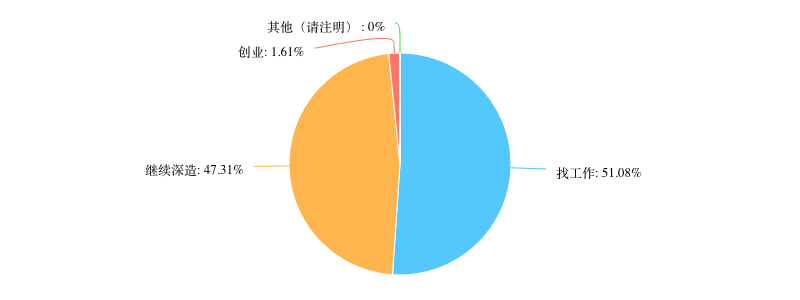 其他（请注明） : 0%
创业: 1.61%
继续深造: 47.31%
找工作: 51.08%